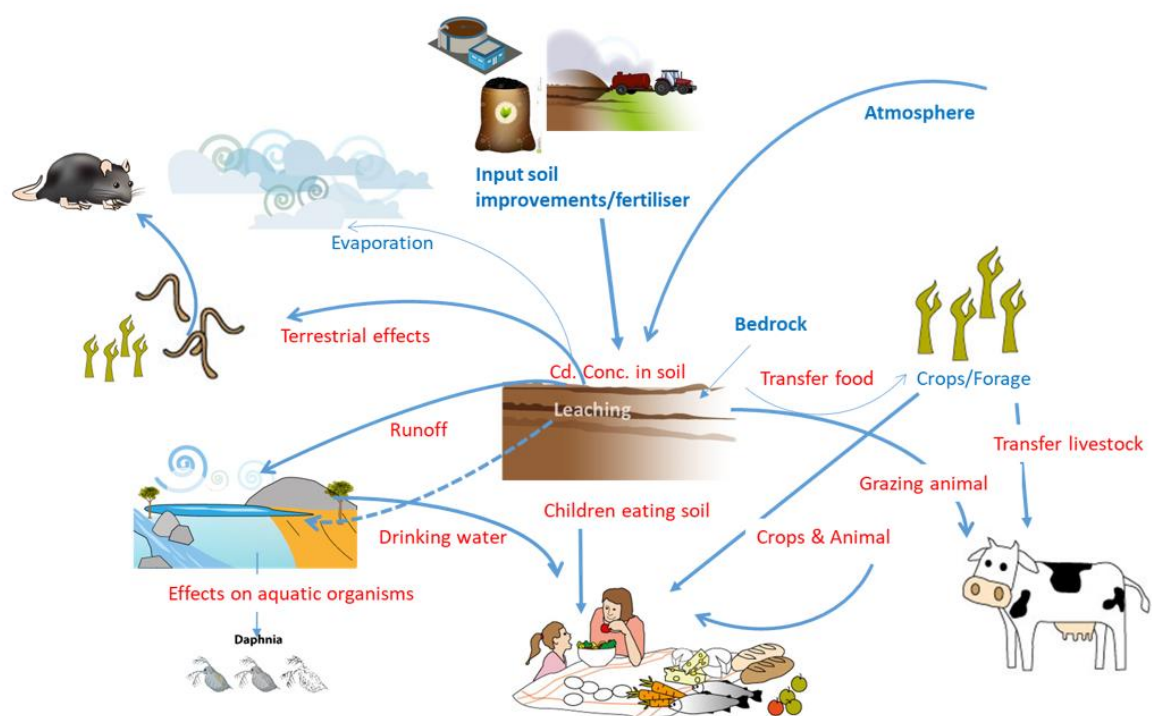 Atmosphere
Input soil
improvements/fertiliser
Evaporation
Terrestrial effects
Bedrock
Cd. Conc. in soil
Transfer food
Crops/Forage
Leaching
Runoff
Transfer livestock
Grazing animal
Children eating soil
Drinking water
Crops & Animal
Effects on aquatic organisms
Daphnia